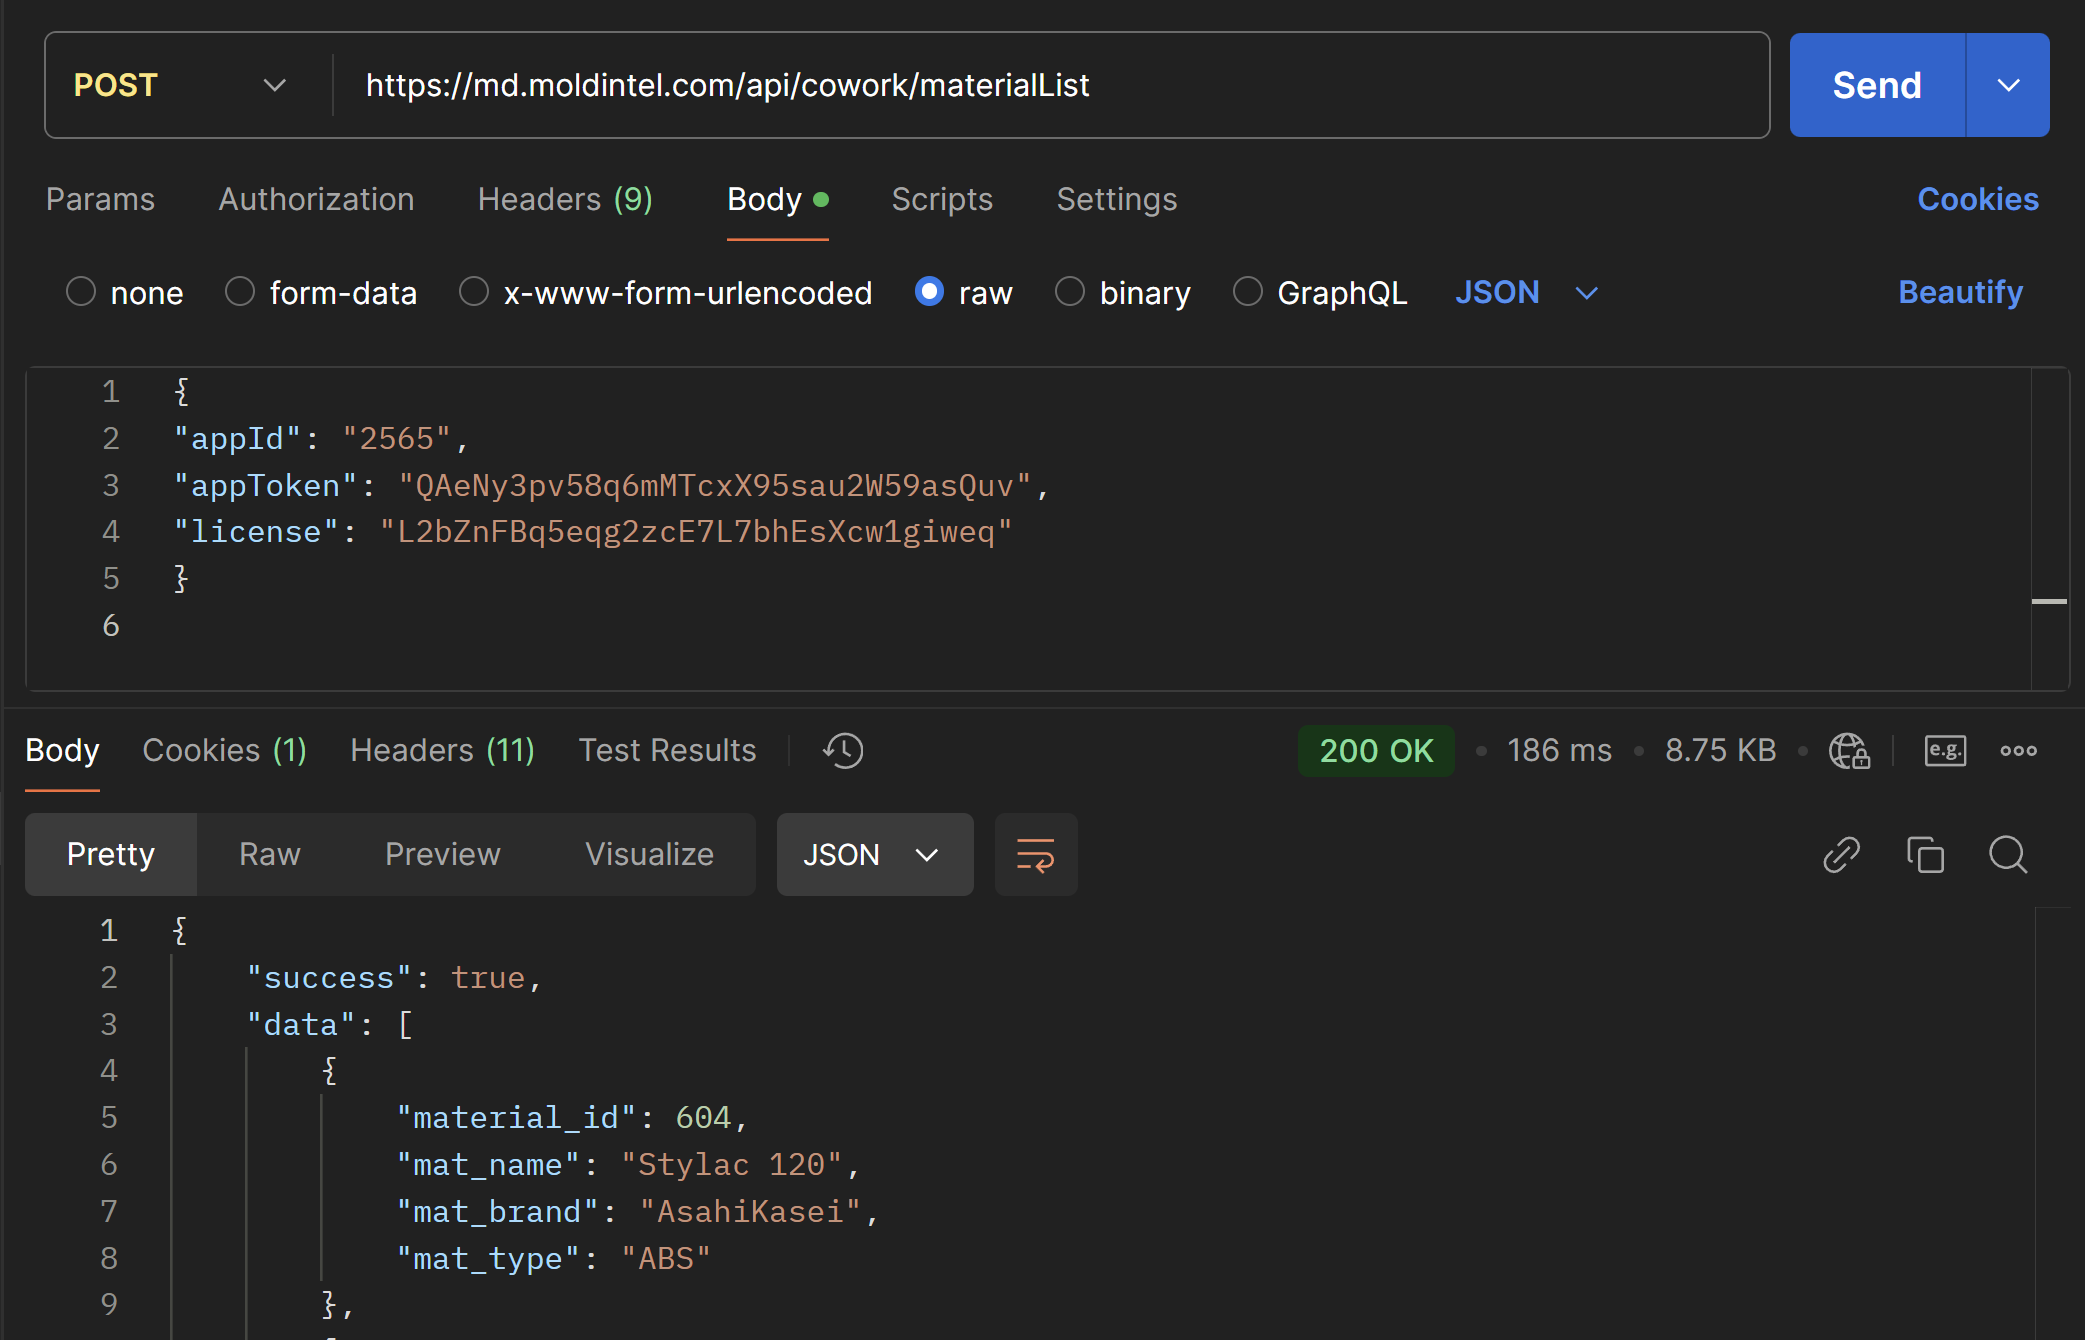 POST https://md.moldintel.com/api/cowork/materialList Send
Params Authorization Headers (9) Body Scripts Settings Cookies
none form-data x-www-form-urlencoded raw binary GraphQL JSON Beautify
1 {
2 "appId": "2565",
3 "appToken": "QAeNy3pv58q6mMTcxX95sau2W59asQuv",
4 "license": "L2bZnFBq5eqg2zcE7L7bhEsXcw1giweq"
5 }
6
Body Cookies (1) Headers (11) Test Results 200 OK • 186 ms • 8.75 KB • e.g.
Pretty Raw Preview Visualize JSON
1 {
2 "success": true,
3 "data": [
4 {
5 "material_id": 604,
6 "mat_name": "Stylac 120",
7 "mat_brand": "AsahiKasei",
8 "mat_type": "ABS"
9 },